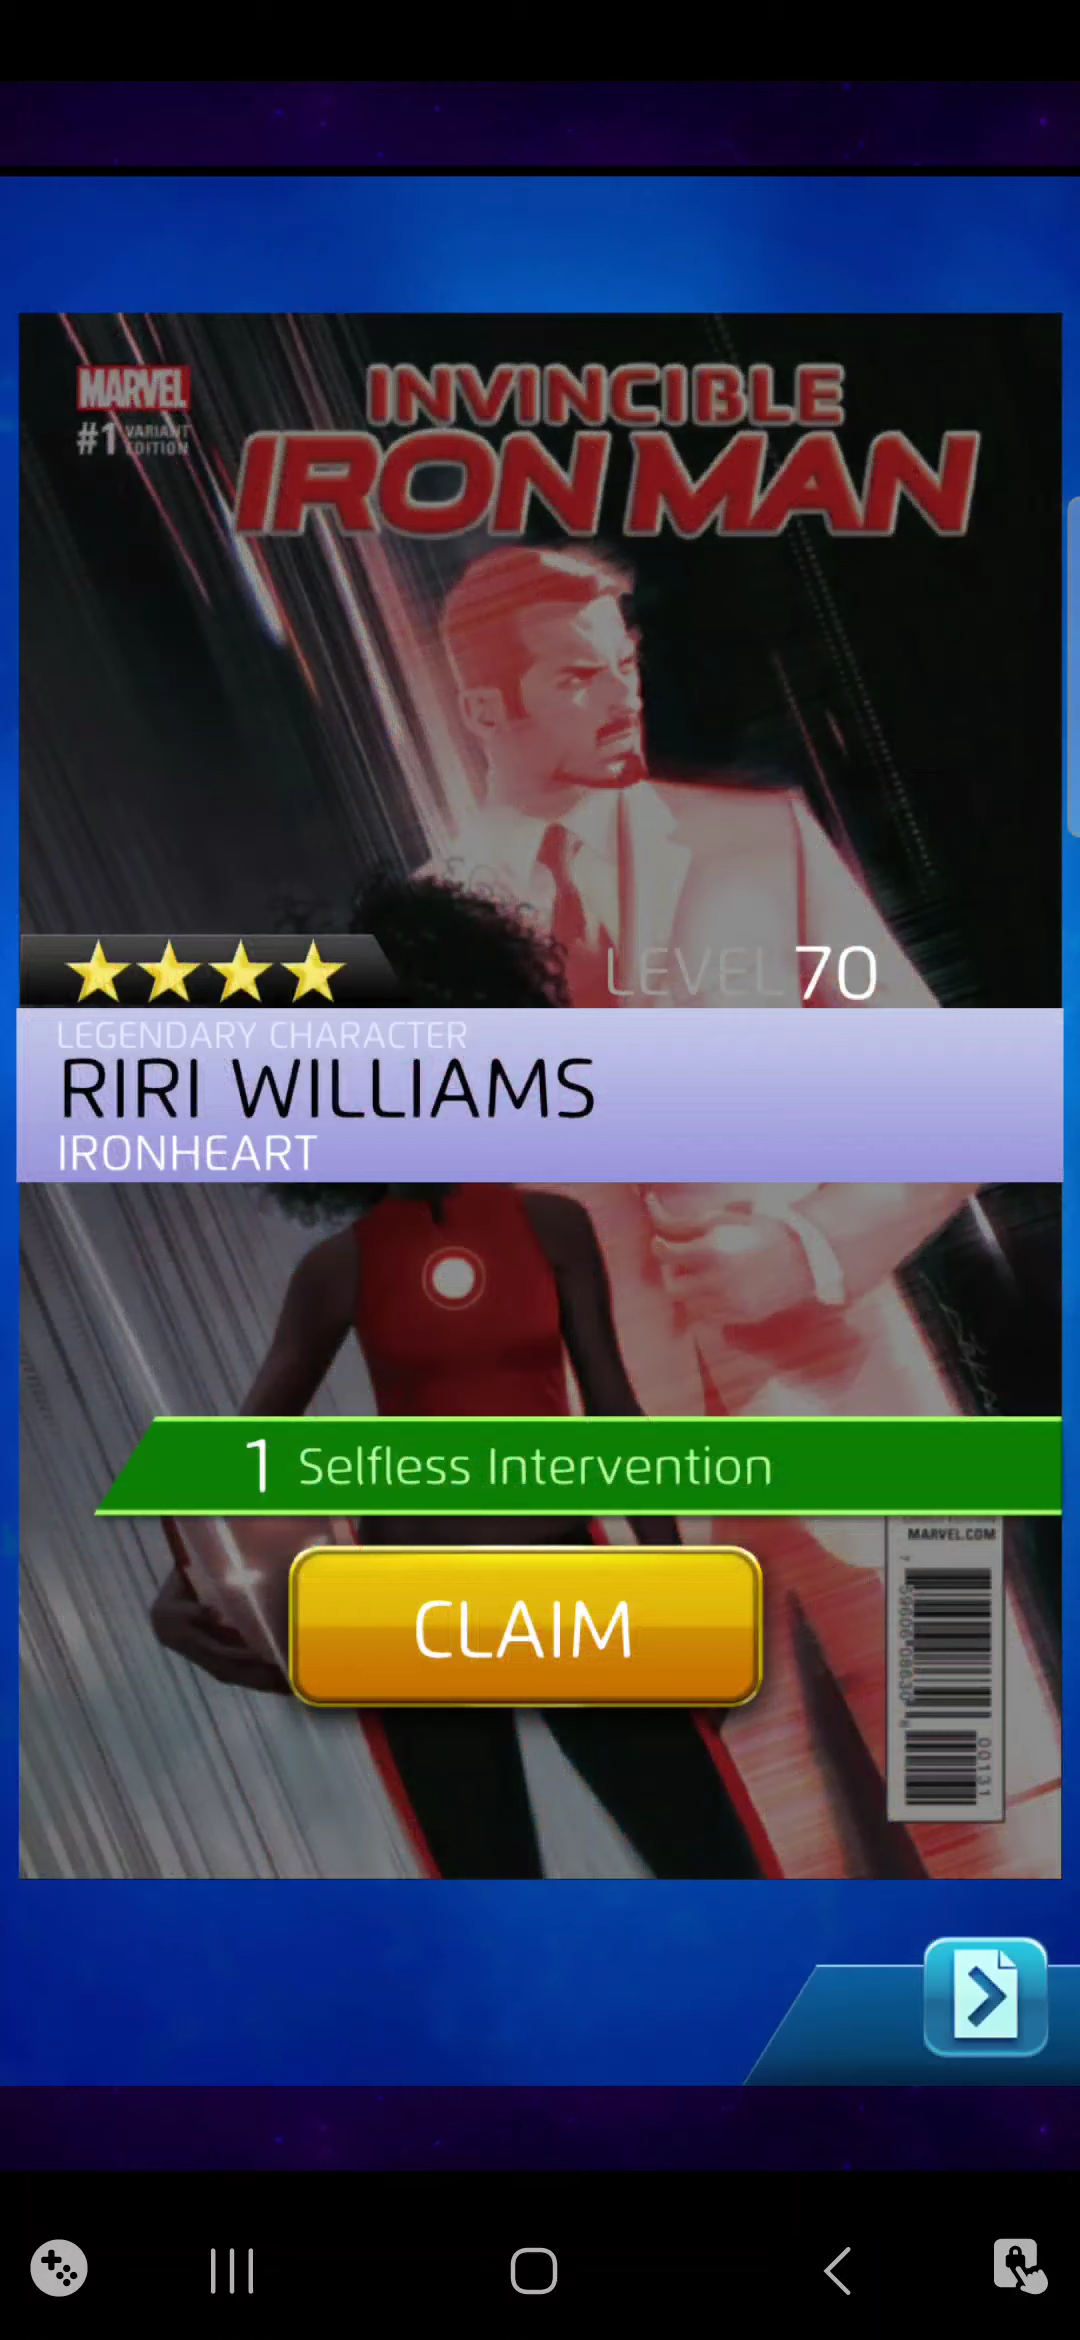 MARVEL
#1 VARIANT EDITION
INVINCIBLE
IRON MAN
LEVEL 70
LEGENDARY CHARACTER
RIRI WILLIAMS
IRONHEART
1 Selfless Intervention
MARVEL.COM
CLAIM
00131